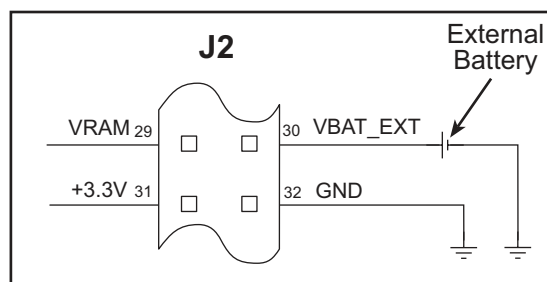 J2
External
Battery
VRAM 29
30 VBAT_EXT
+3.3V 31
32 GND